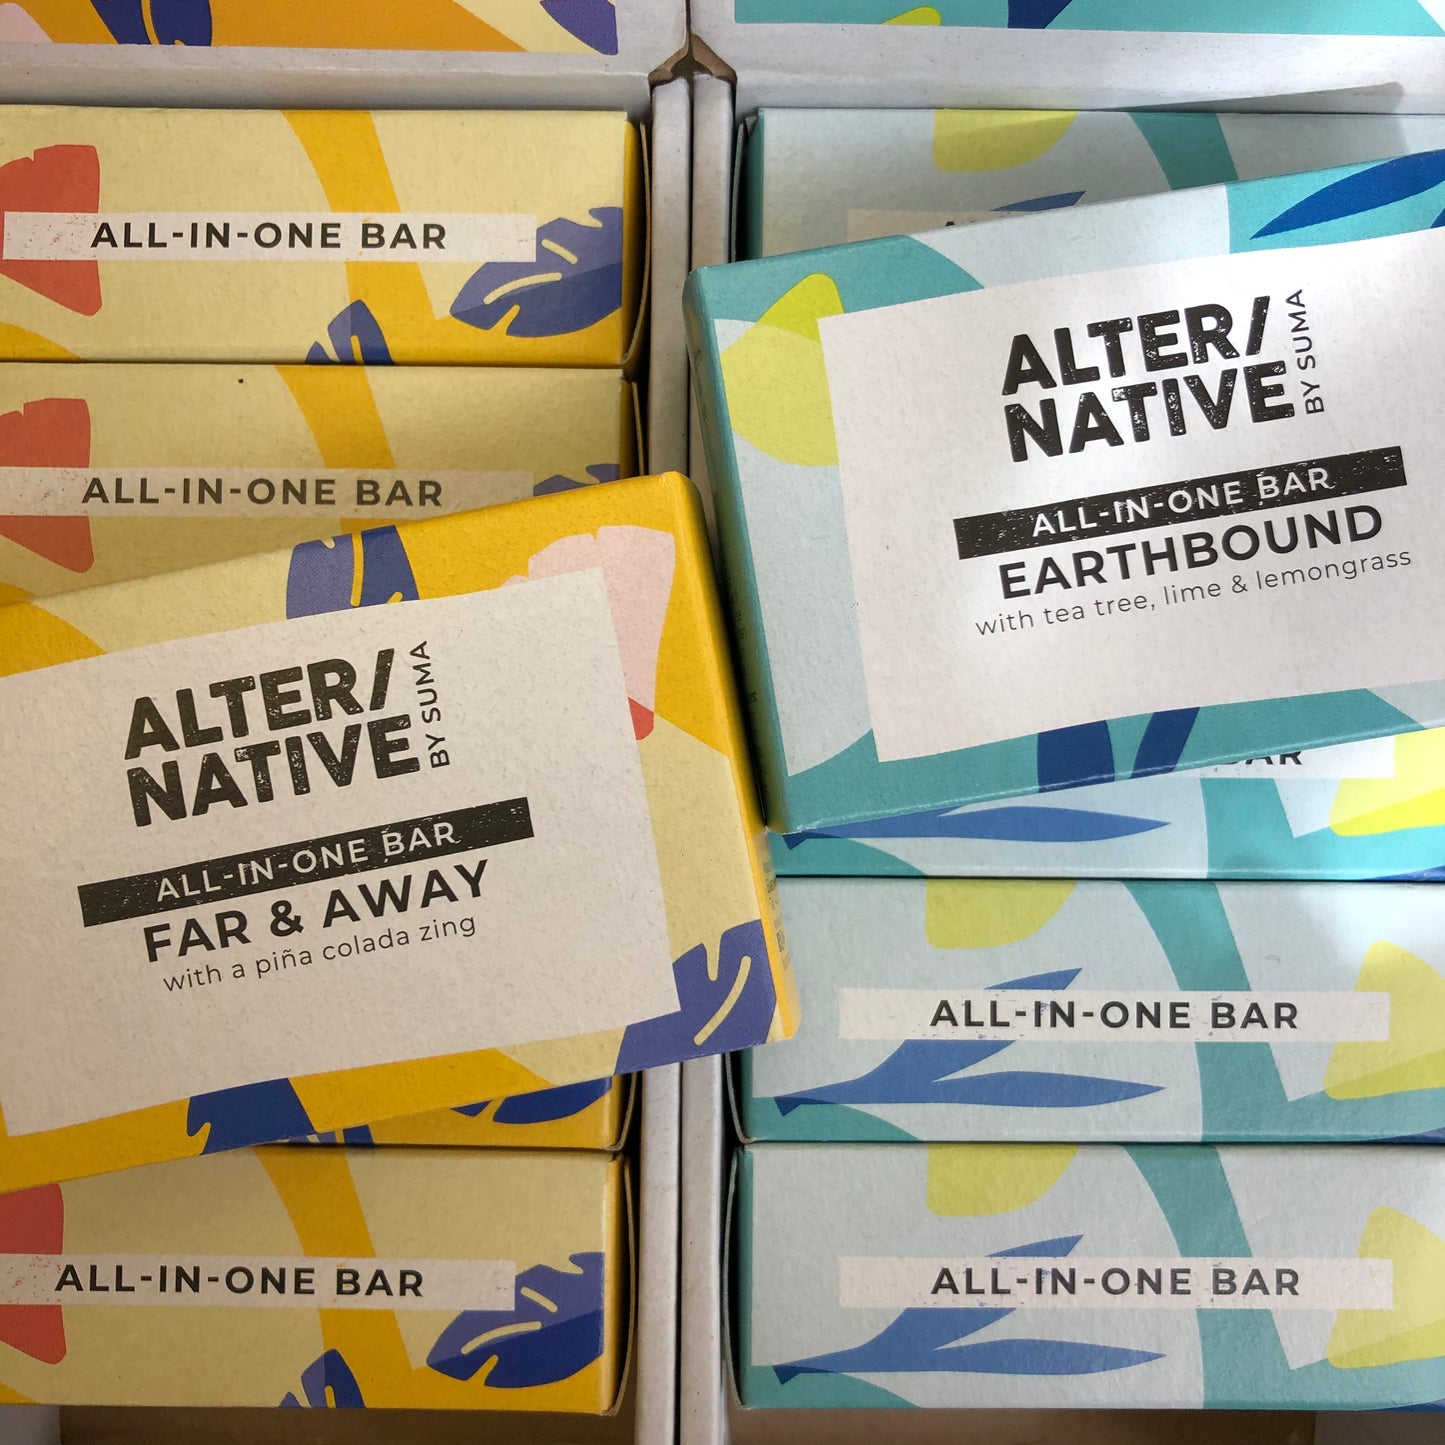 ALL-IN-ONE BAR
ALL-IN-ONE BAR
ALTER/
NATIVE
BY SUMA
ALL-IN-ONE BAR
FAR & AWAY
with a piña colada zing
ALL-IN-ONE BAR
ALTER/
NATIVE
BY SUMA
ALL-IN-ONE BAR
EARTHBOUND
with tea tree, lime & lemongrass
BAR
ALL-IN-ONE BAR
ALL-IN-ONE BAR